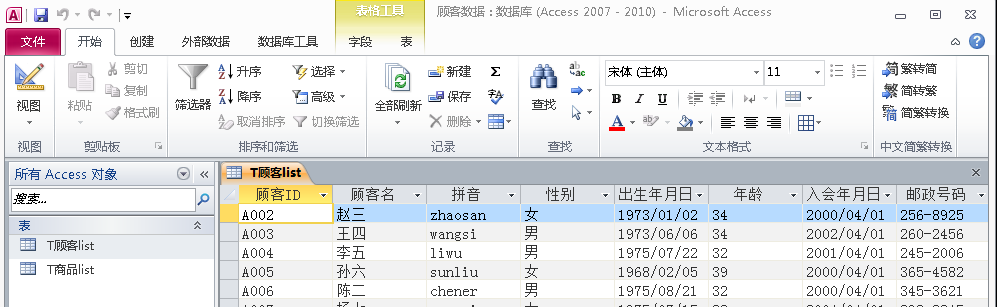 顾客数据 : 数据库 (Access 2007 - 2010) - Microsoft Access
表格工具
文件 开始 创建 外部数据 数据库工具 字段 表
视图 粘贴 剪切 复制 格式刷
筛选器 升序 降序 取消排序 选择 高级 切换筛选
全部刷新 新建 保存 删除 Σ
查找
宋体 (主体) 11
B I U A ab
繁转简 简转繁 简繁转换
视图 剪贴板 排序和筛选 记录 查找 文本格式 中文简繁转换
所有 Access 对象
搜索...
表
T顾客list
T商品list
T顾客list
顾客ID 顾客名 拼音 性别 出生年月日 年龄 入会年月日 邮政号码
A002 赵三 zhaosan 女 1973/01/02 34 2000/04/01 256-8925
A003 王四 wangsi 男 1973/06/06 34 2002/04/01 260-2456
A004 李五 liwu 男 1975/07/22 32 2001/04/01 245-2006
A005 孙六 sunliu 女 1968/02/05 39 2000/04/01 365-4582
A006 陈二 chener 男 1975/08/21 32 2000/04/01 345-3621